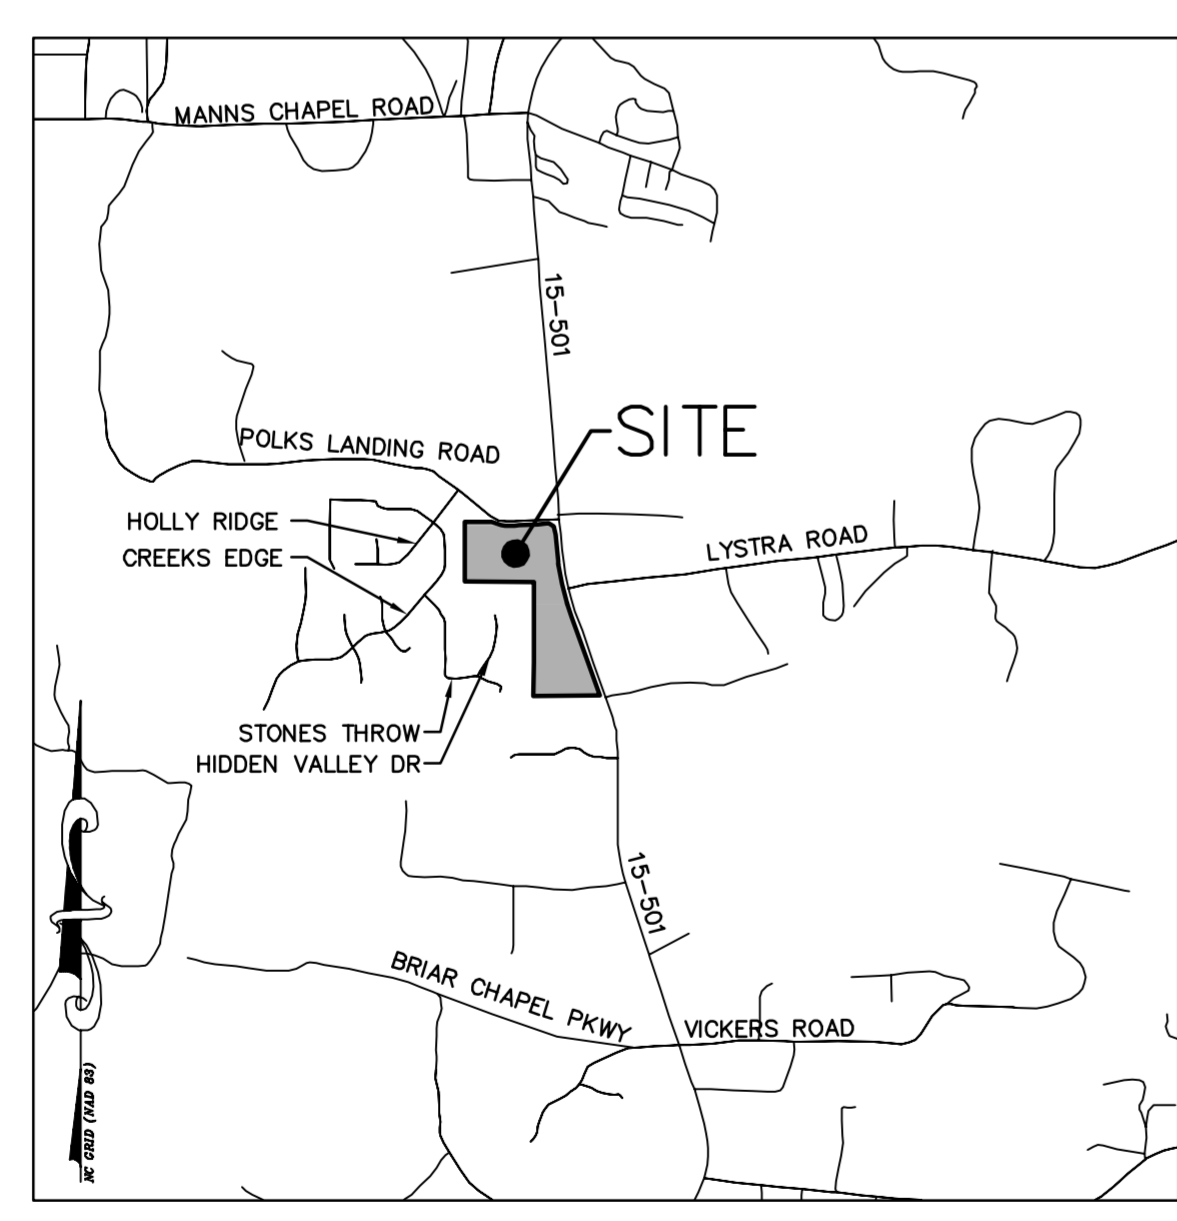 MANNS CHAPEL ROAD
15-501
SITE
POLKS LANDING ROAD
HOLLY RIDGE
CREEKS EDGE
LYSTRA ROAD
STONES THROW
HIDDEN VALLEY DR
15-501
BRIAR CHAPEL PKWY
VICKERS ROAD
NC GRID (NAD 83)